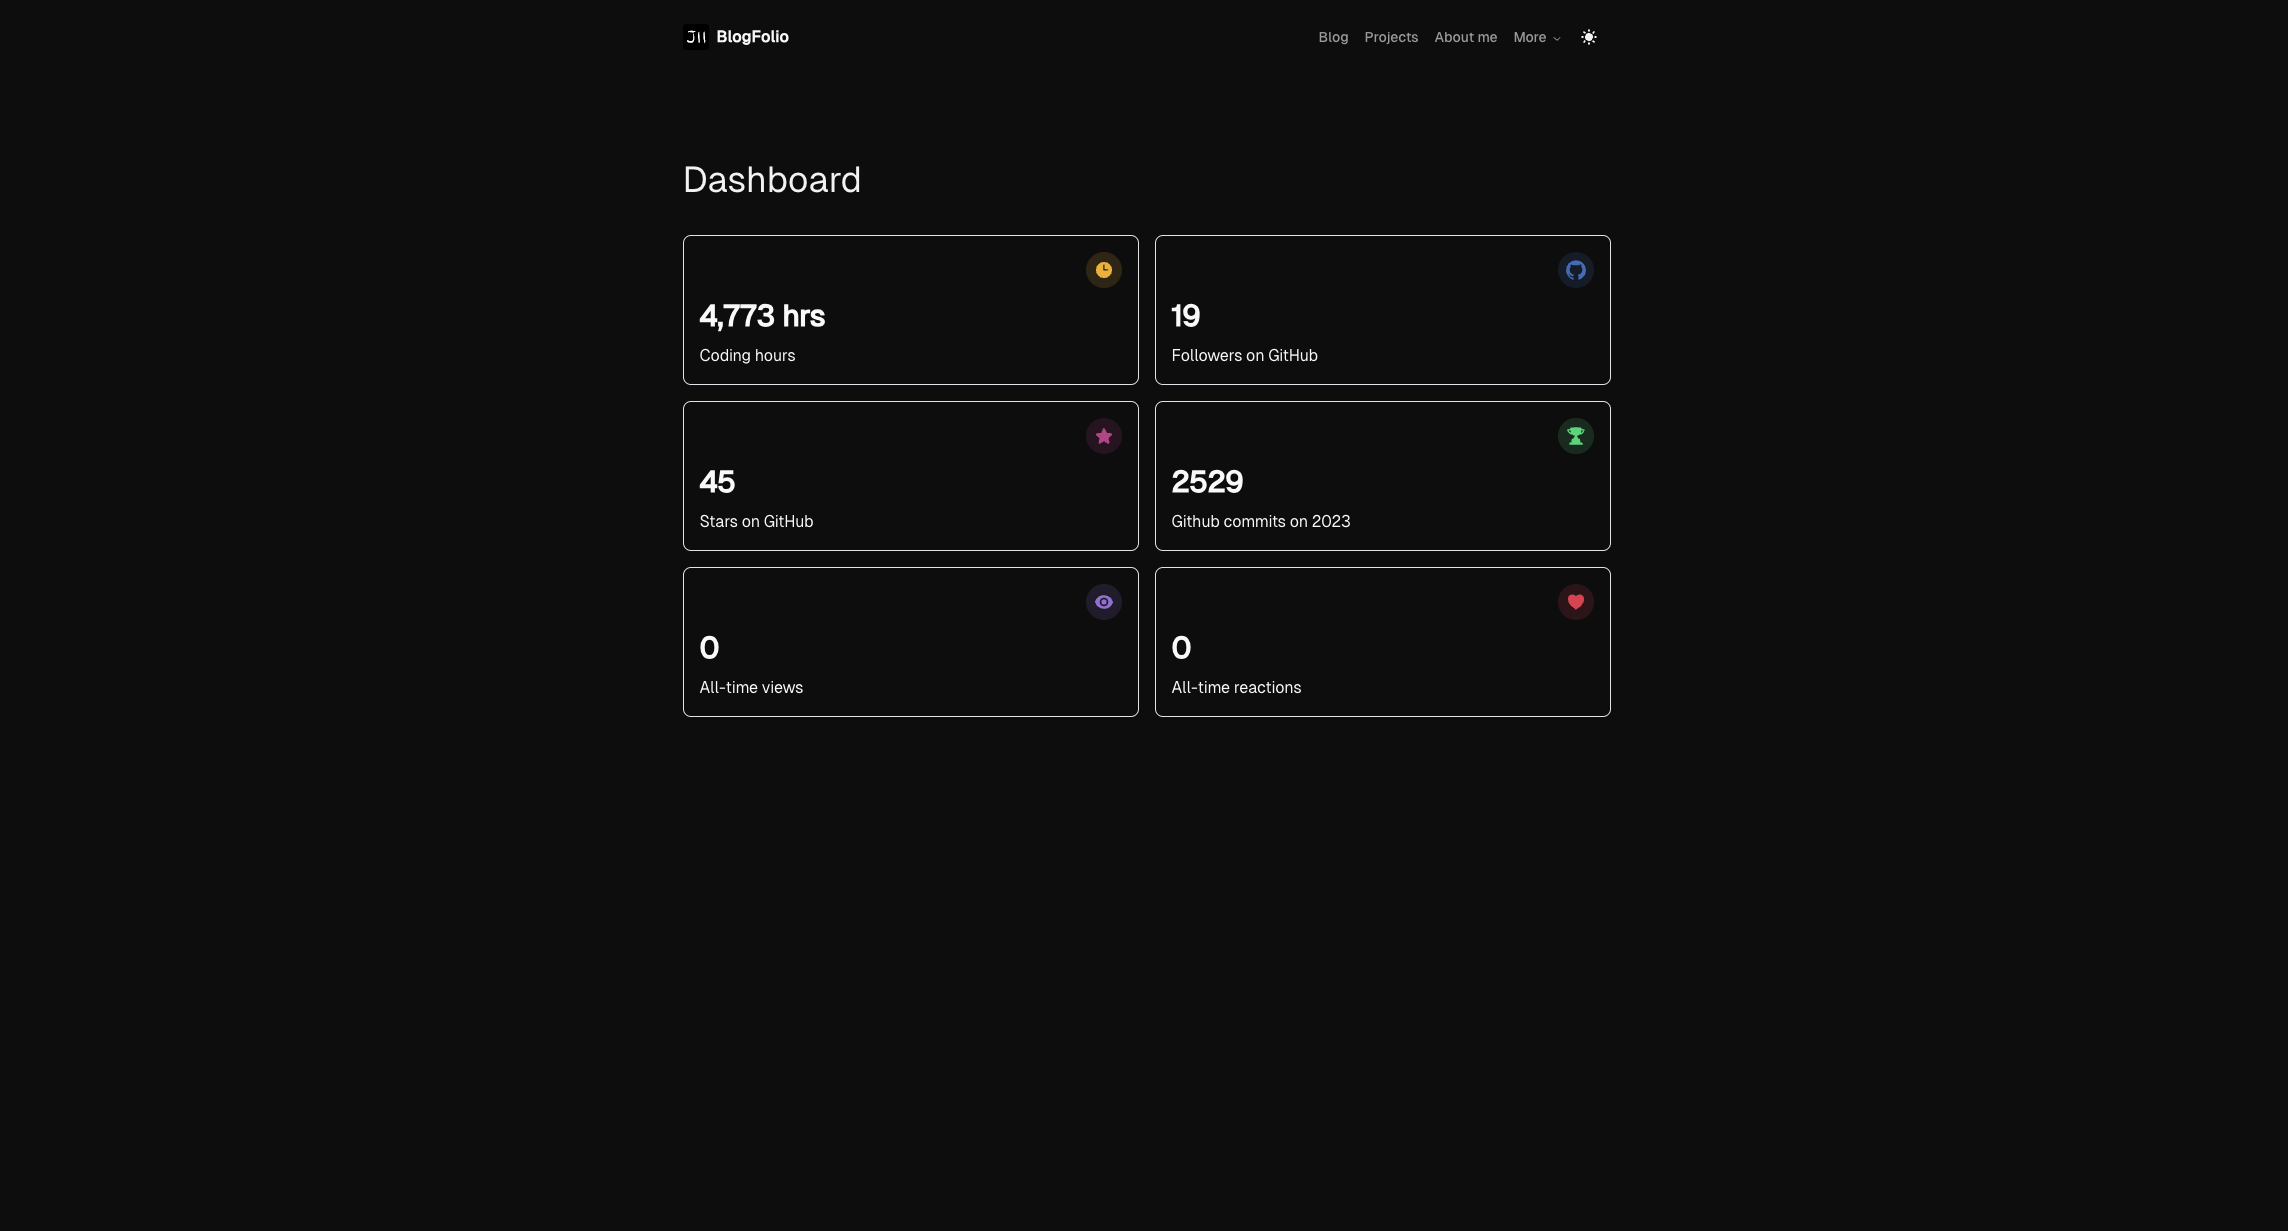 BlogFolio
Blog Projects About me More
Dashboard
4,773 hrs
Coding hours
19
Followers on GitHub
45
Stars on GitHub
2529
Github commits on 2023
0
All-time views
0
All-time reactions